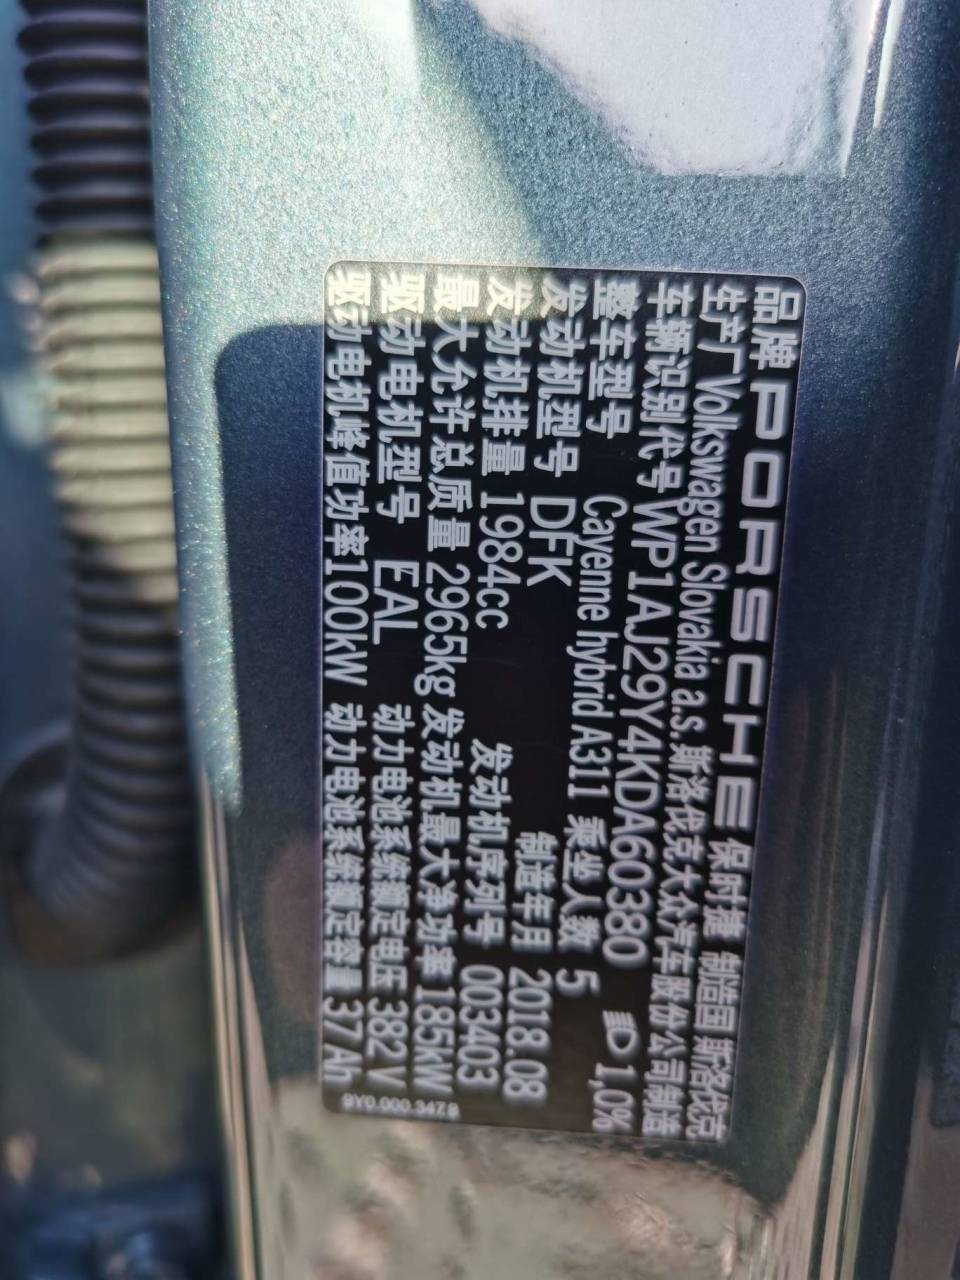 品牌 PORSCHE 保时捷 制造国 斯洛伐克
生产厂 Volkswagen Slovakia a.s. 斯洛伐克大众汽车股份公司制造
车辆识别代号 WP1AJ29Y4KDA60380 1,0%
整车型号 Cayenne hybrid A311 乘坐人数 5
发动机型号 DFK 制造年月 2018.08
发动机排量 1984cc 发动机序列号 003403
最大允许总质量 2965kg 发动机最大净功率 185kW
驱动电机型号 EAL 动力电池系统额定电压 382 V
驱动电机峰值功率 100kW 动力电池系统额定容量 37 Ah
9Y0.000.347.B